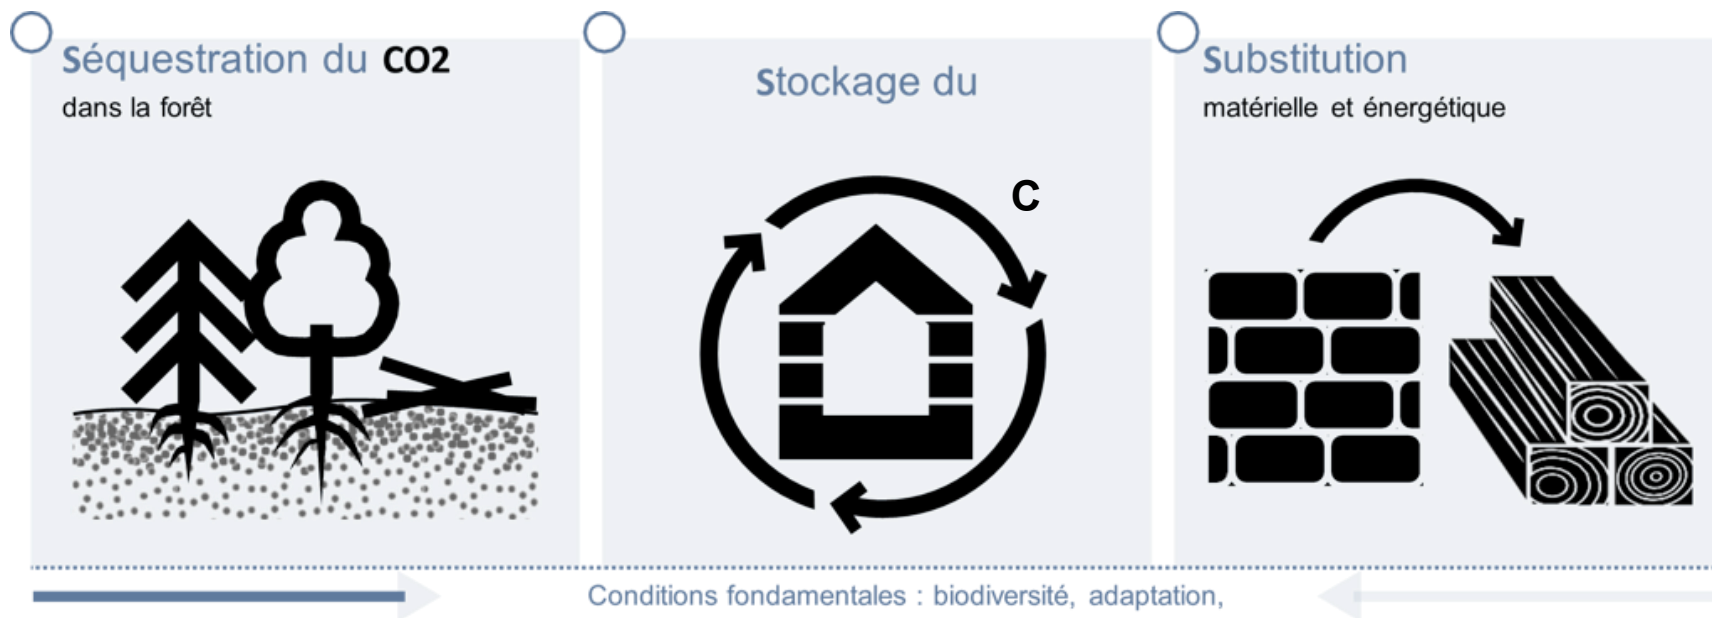 Séquestration du CO2
dans la forêt
Stockage du
C
Substitution
matérielle et énergétique
Conditions fondamentales : biodiversité, adaptation,